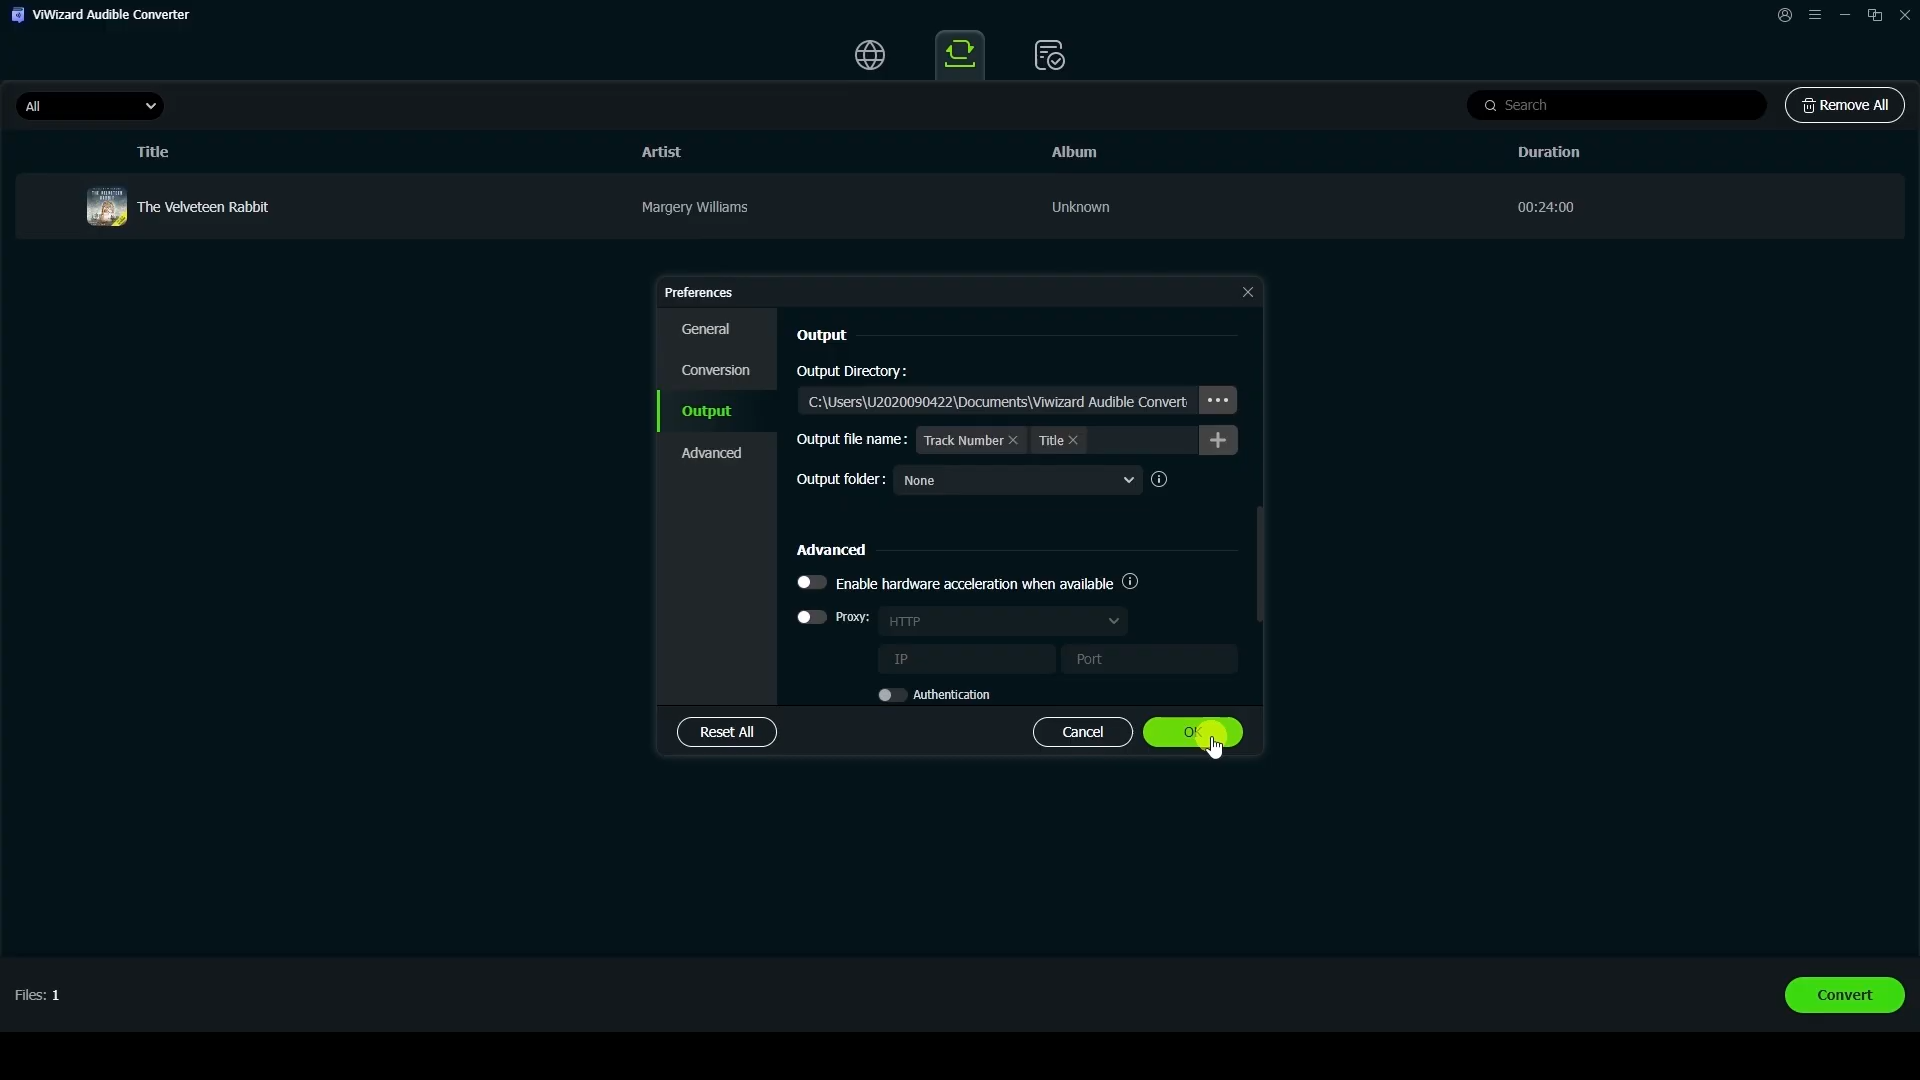 ViWizard Audible Converter
All
Search
Remove All
Title Artist Album Duration
The Velveteen Rabbit Margery Williams Unknown 00:24:00
Preferences
General
Conversion
Output
Advanced
Output
Output Directory :
C:\Users\U2020090422\Documents\Viwizard Audible Convert
Output file name : Track Number Title
Output folder : None
Advanced
Enable hardware acceleration when available
Proxy: HTTP
IP Port
Authentication
Reset All Cancel OK
Files: 1
Convert